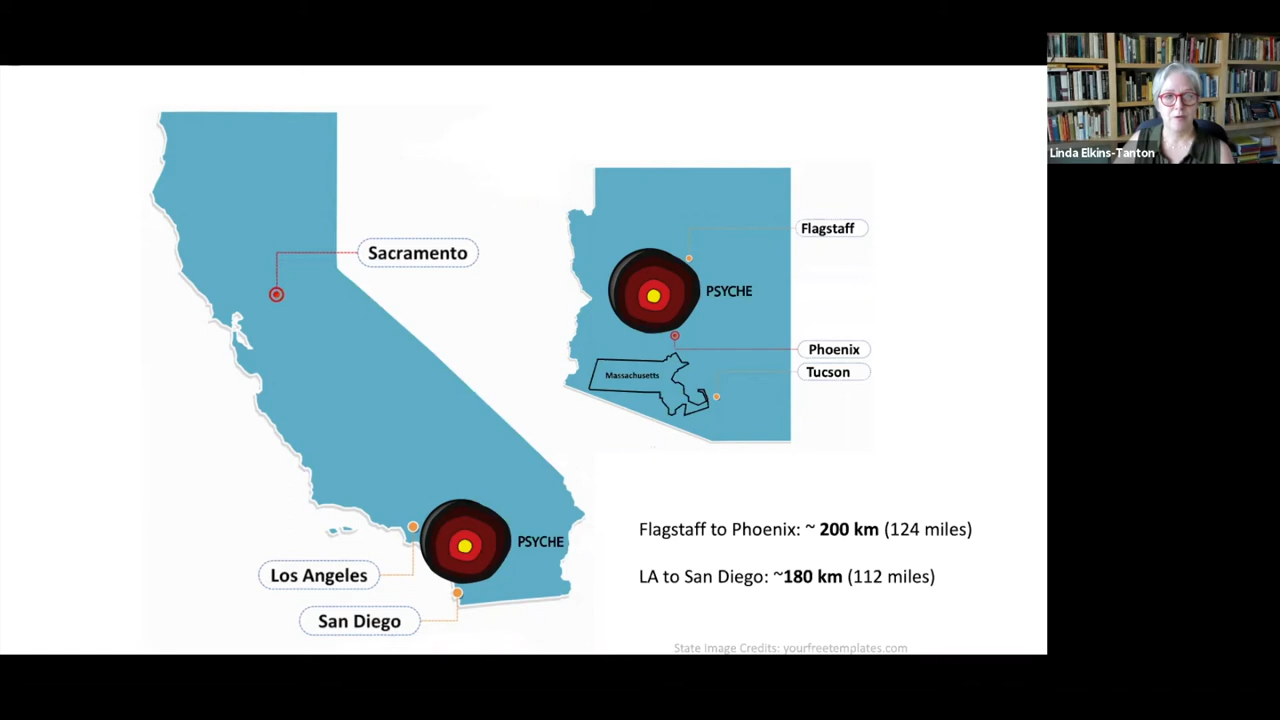 Linda Elkins-Tanton
Sacramento
PSYCHE
Los Angeles
San Diego
Flagstaff
PSYCHE
Phoenix
Tucson
Massachusetts
Flagstaff to Phoenix: ~ 200 km (124 miles)
LA to San Diego: ~180 km (112 miles)
State Image Credits: yourfreetemplates.com